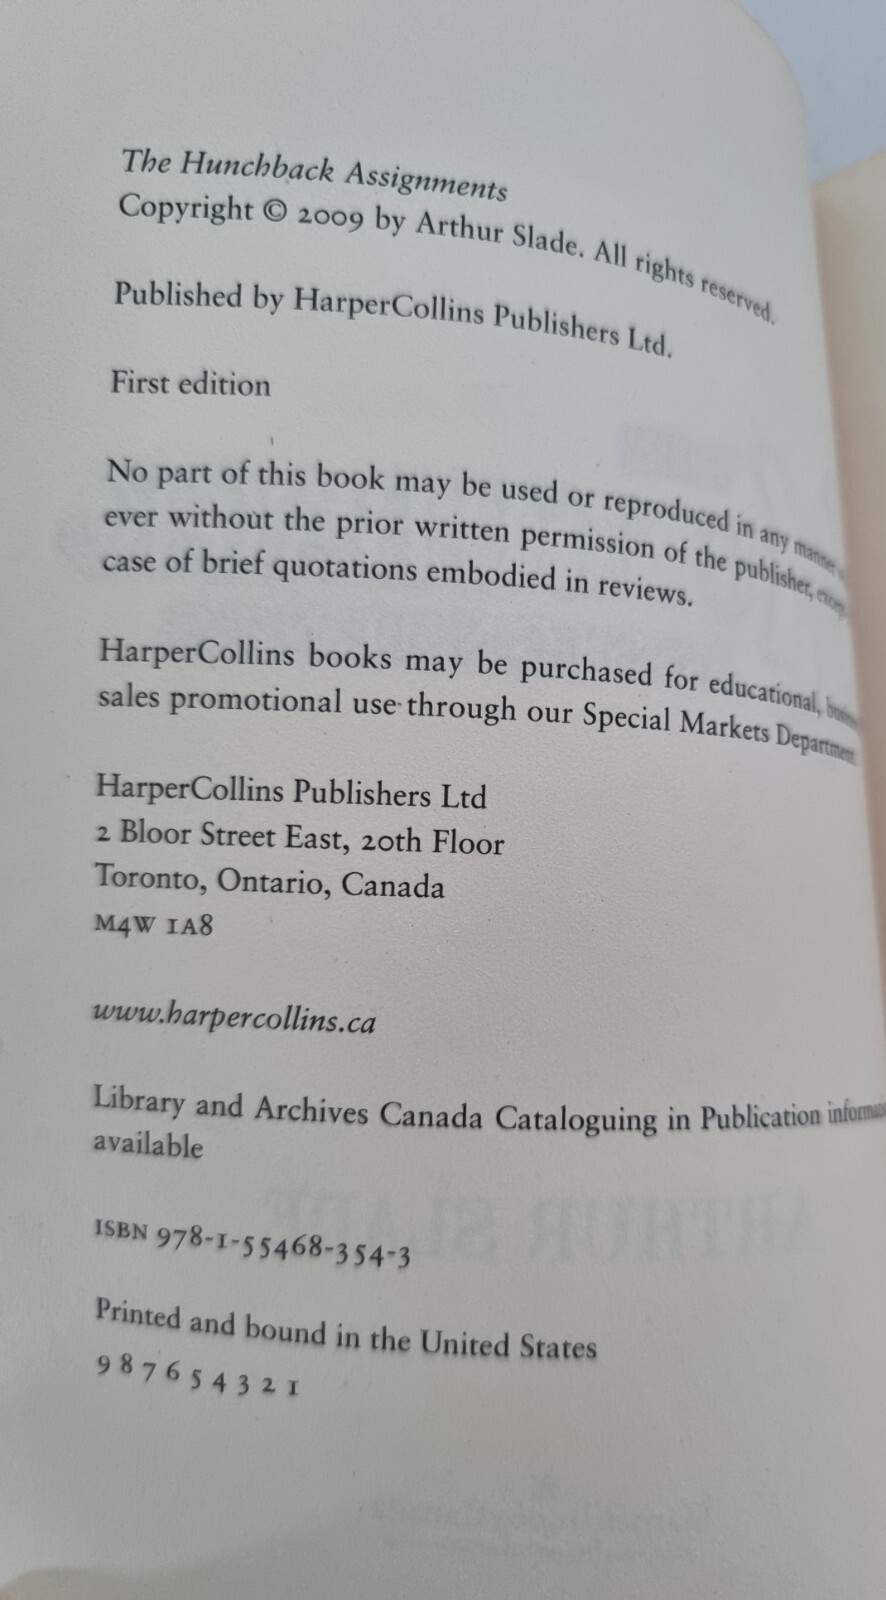 The Hunchback Assignments
Copyright © 2009 by Arthur Slade. All rights reserved.
Published by HarperCollins Publishers Ltd.
First edition
No part of this book may be used or reproduced in any manner
ever without the prior written permission of the publisher,
case of brief quotations embodied in reviews.
HarperCollins books may be purchased for educational,
sales promotional use through our Special Markets Department.
HarperCollins Publishers Ltd
2 Bloor Street East, 20th Floor
Toronto, Ontario, Canada
M4W 1A8
www.harpercollins.ca
Library and Archives Canada Cataloguing in Publication
available
ISBN 978-1-55468-354-3
Printed and bound in the United States
9 8 7 6 5 4 3 2 1